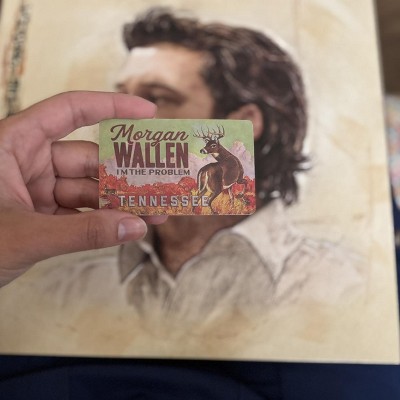 Morgan
WALLEN
I'M THE PROBLEM
TENNESSEE